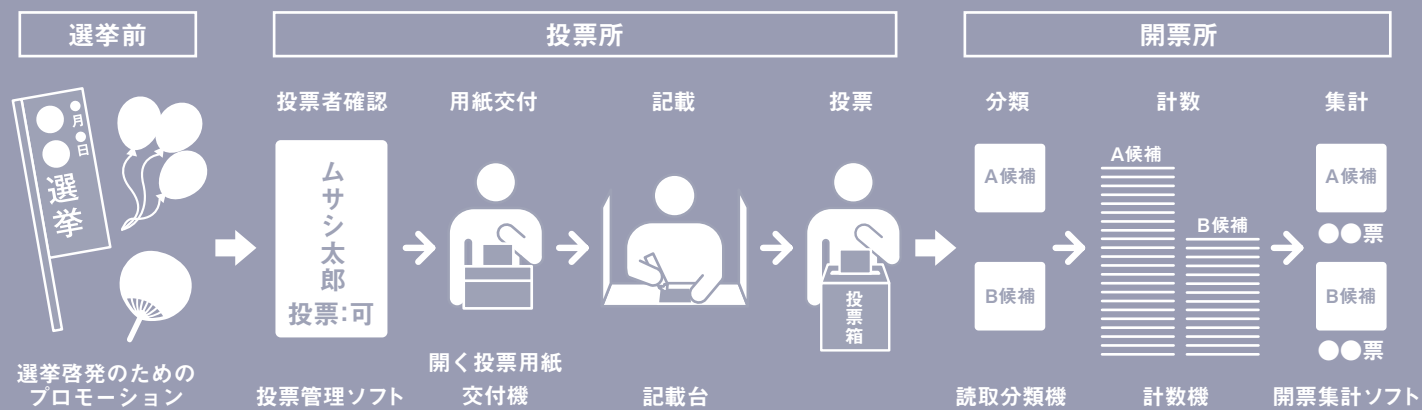 選挙前
投票所
開票所
●月●日
●●選挙
選挙啓発のための
プロモーション
投票者確認
ムサシ太郎
投票:可
投票管理ソフト
用紙交付
開く投票用紙
交付機
記載
記載台
投票
投票箱
分類
A候補
B候補
読取分類機
計数
A候補
B候補
計数機
集計
A候補
●●票
B候補
●●票
開票集計ソフト